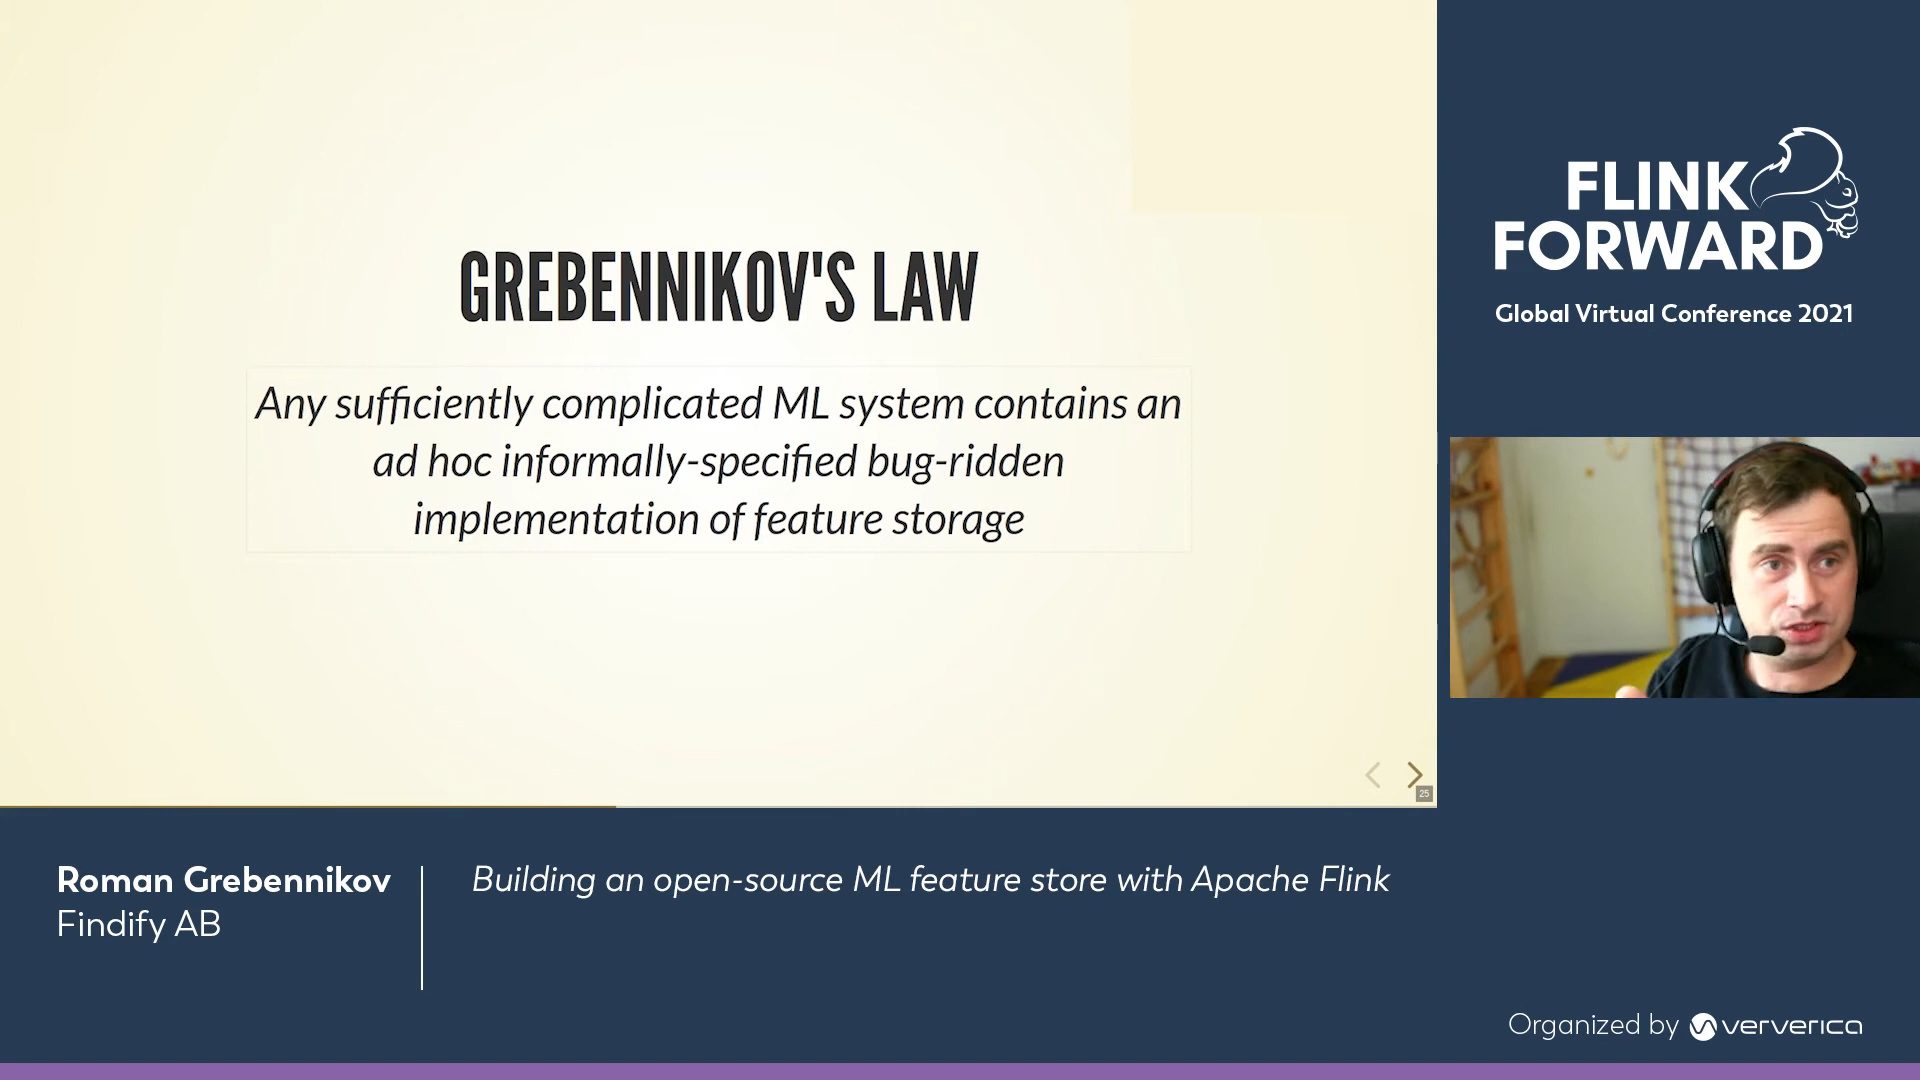 GREBENNIKOV'S LAW
Any sufficiently complicated ML system contains an
ad hoc informally-specified bug-ridden
implementation of feature storage
25
FLINK
FORWARD
Global Virtual Conference 2021
Roman Grebennikov
Findify AB
Building an open-source ML feature store with Apache Flink
Organized by ververica